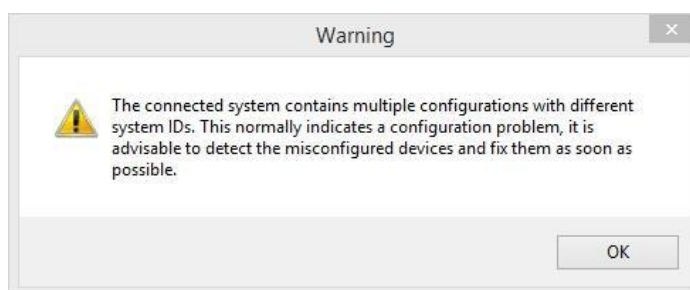 Warning
The connected system contains multiple configurations with different
system IDs. This normally indicates a configuration problem, it is
advisable to detect the misconfigured devices and fix them as soon as
possible.
OK